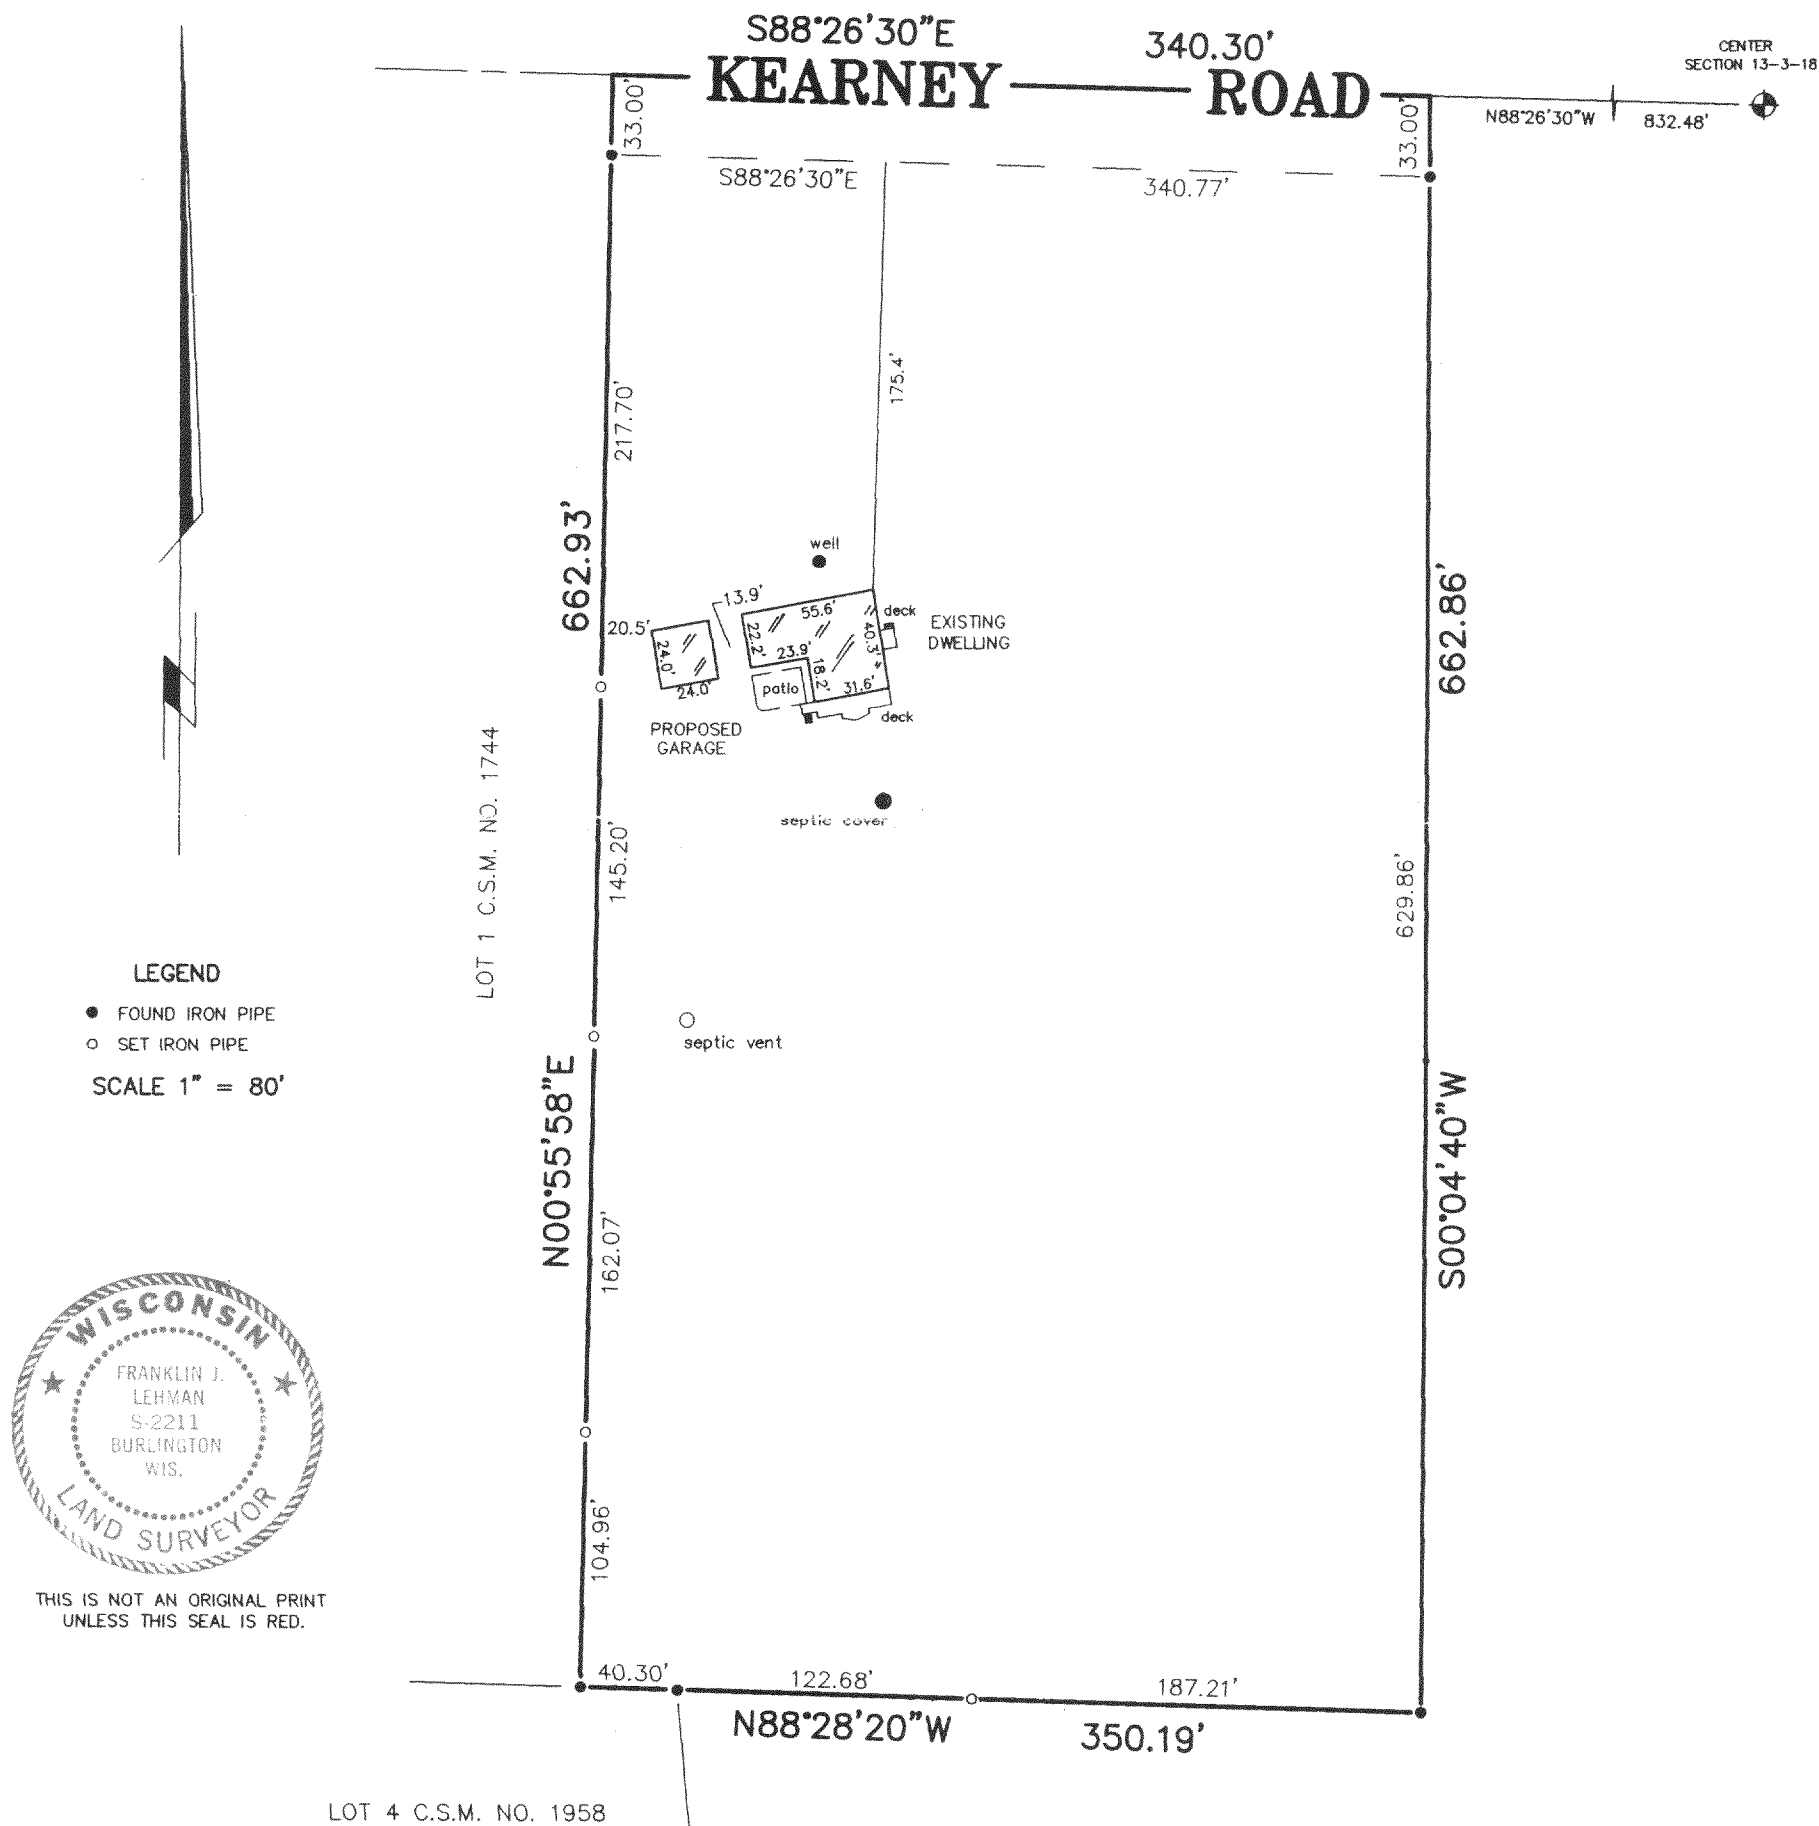 S88°26'30"E 340.30'
KEARNEY ROAD
CENTER
SECTION 13-3-18
N88°26'30"W 832.48'
33.00'
33.00'
S88°26'30"E 340.77'
175.4'
217.70'
662.93'
well
13.9'
20.5'
24.0'
24.0'
55.6'
22.2'
23.9'
18.2'
40.3'
31.6'
deck
EXISTING
DWELLING
patio
deck
PROPOSED
GARAGE
662.86'
septic cover
LOT 1 C.S.M. NO. 1744
145.20'
629.86'
LEGEND
FOUND IRON PIPE
SET IRON PIPE
SCALE 1" = 80'
septic vent
N00°55'58"E
162.07'
S00°04'40"W
WISCONSIN
FRANKLIN J.
LEHMAN
S-2211
BURLINGTON
WIS.
LAND SURVEYOR
THIS IS NOT AN ORIGINAL PRINT
UNLESS THIS SEAL IS RED.
104.96'
40.30' 122.68' 187.21'
N88°28'20"W 350.19'
LOT 4 C.S.M. NO. 1958